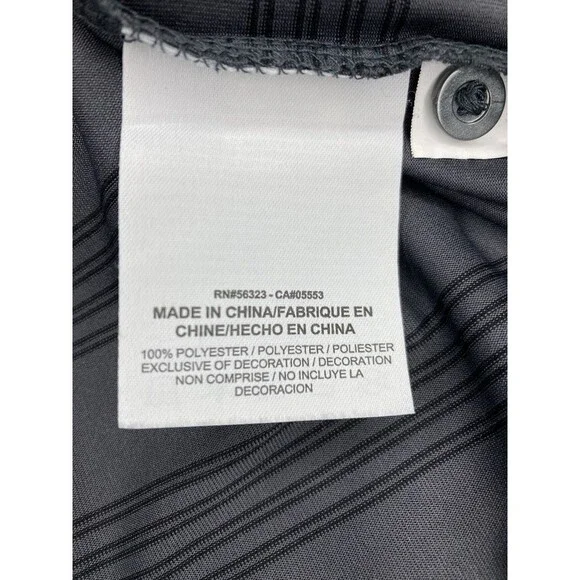 RN#56323 - CA#05553
MADE IN CHINA/FABRIQUE EN
CHINE/HECHO EN CHINA
100% POLYESTER / POLYESTER / POLIESTER
EXCLUSIVE OF DECORATION / DECORATION
NON COMPRISE / NO INCLUYE LA
DECORACION